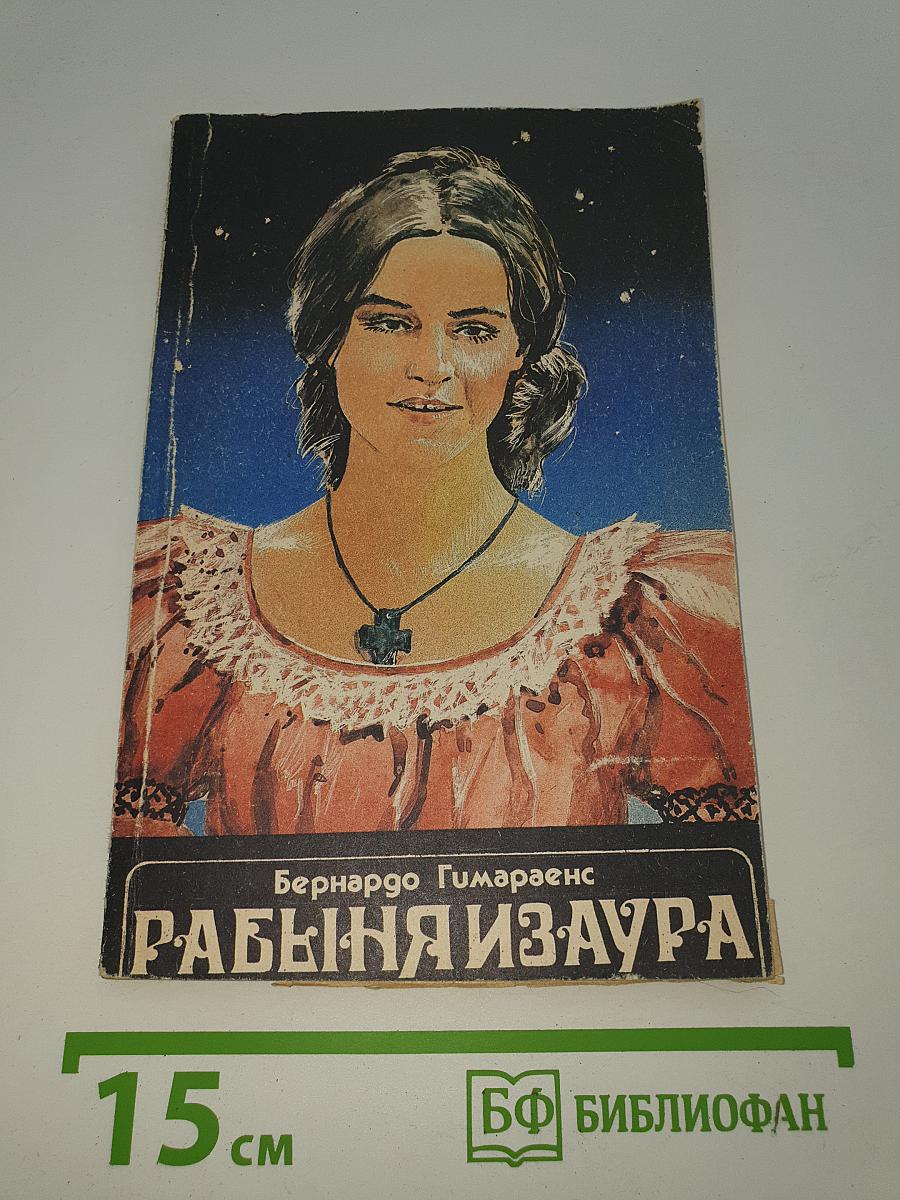 Бернардо Гимараенс
РАБЫНЯ ИЗАУРА
15 см
БФ БИБЛИОФАН